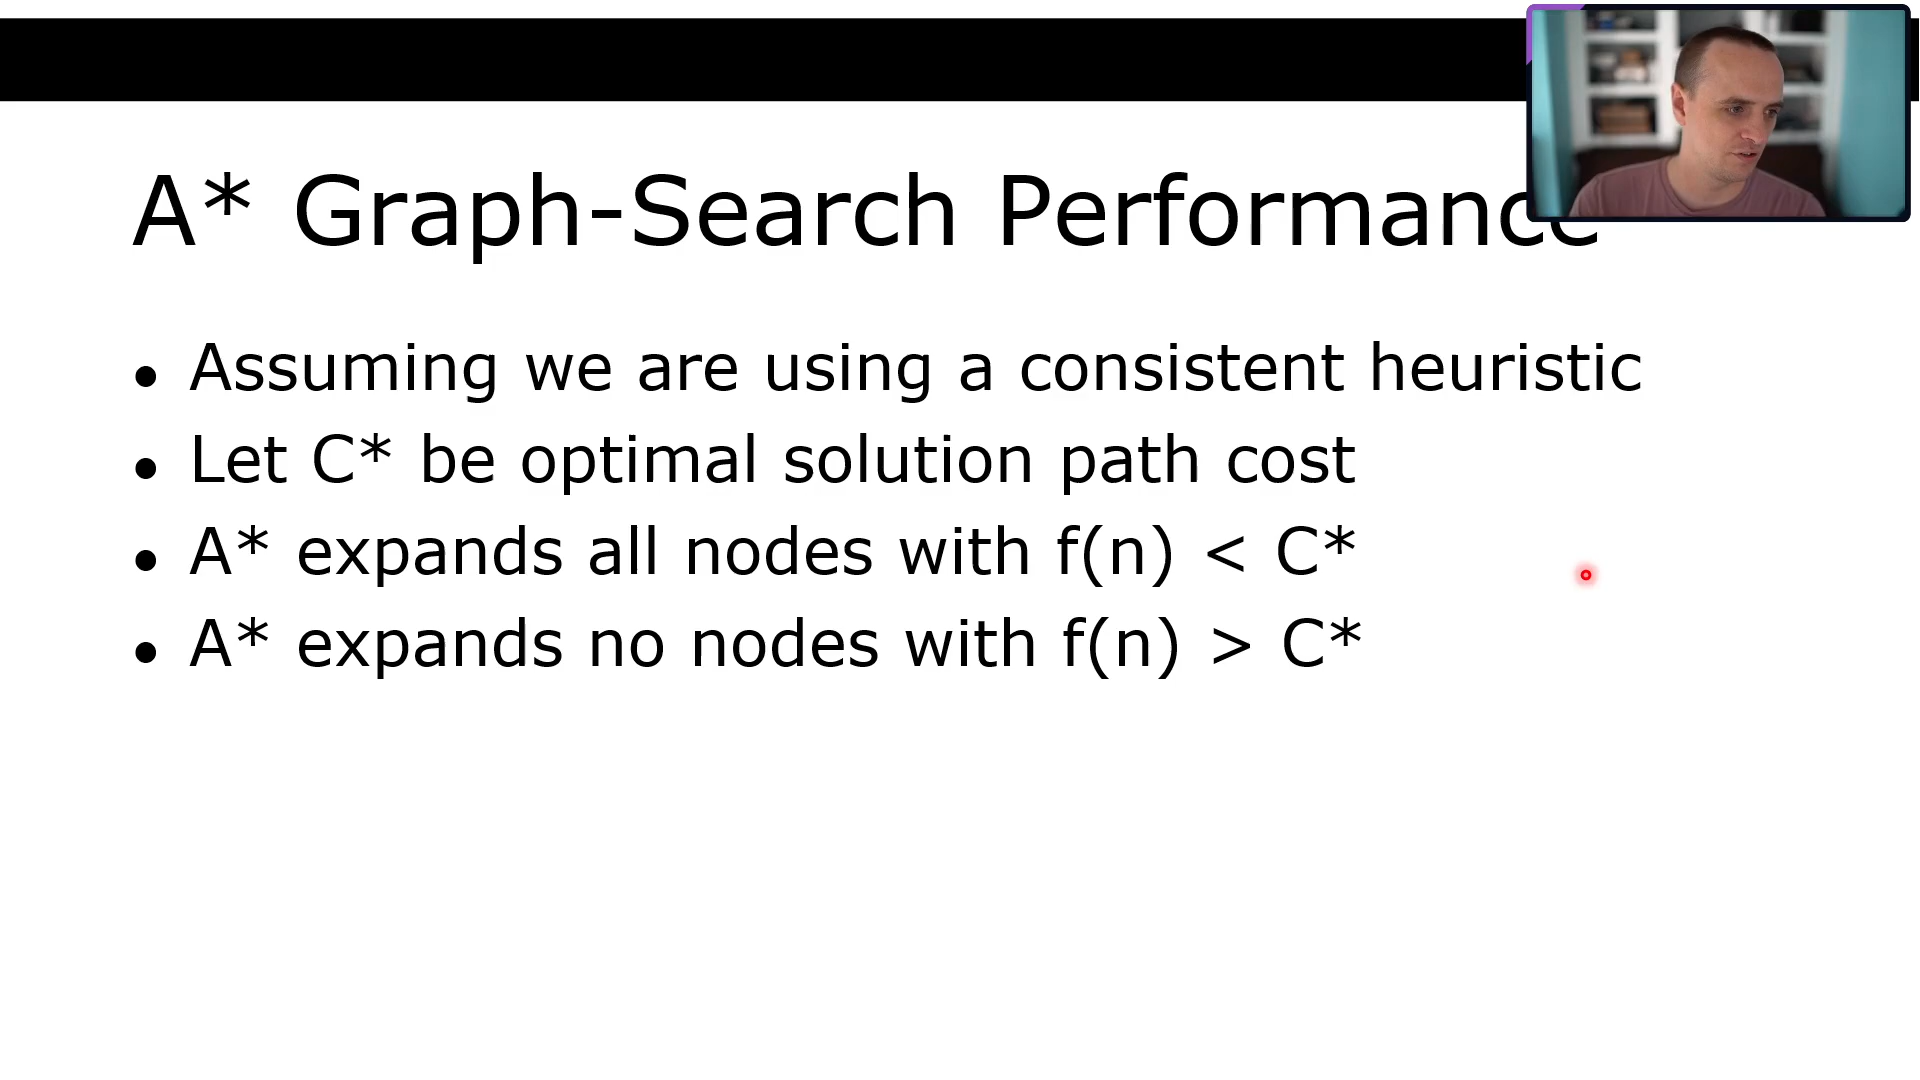 A* Graph-Search Performance
• Assuming we are using a consistent heuristic
• Let C* be optimal solution path cost
• A* expands all nodes with f(n) < C*
• A* expands no nodes with f(n) > C*